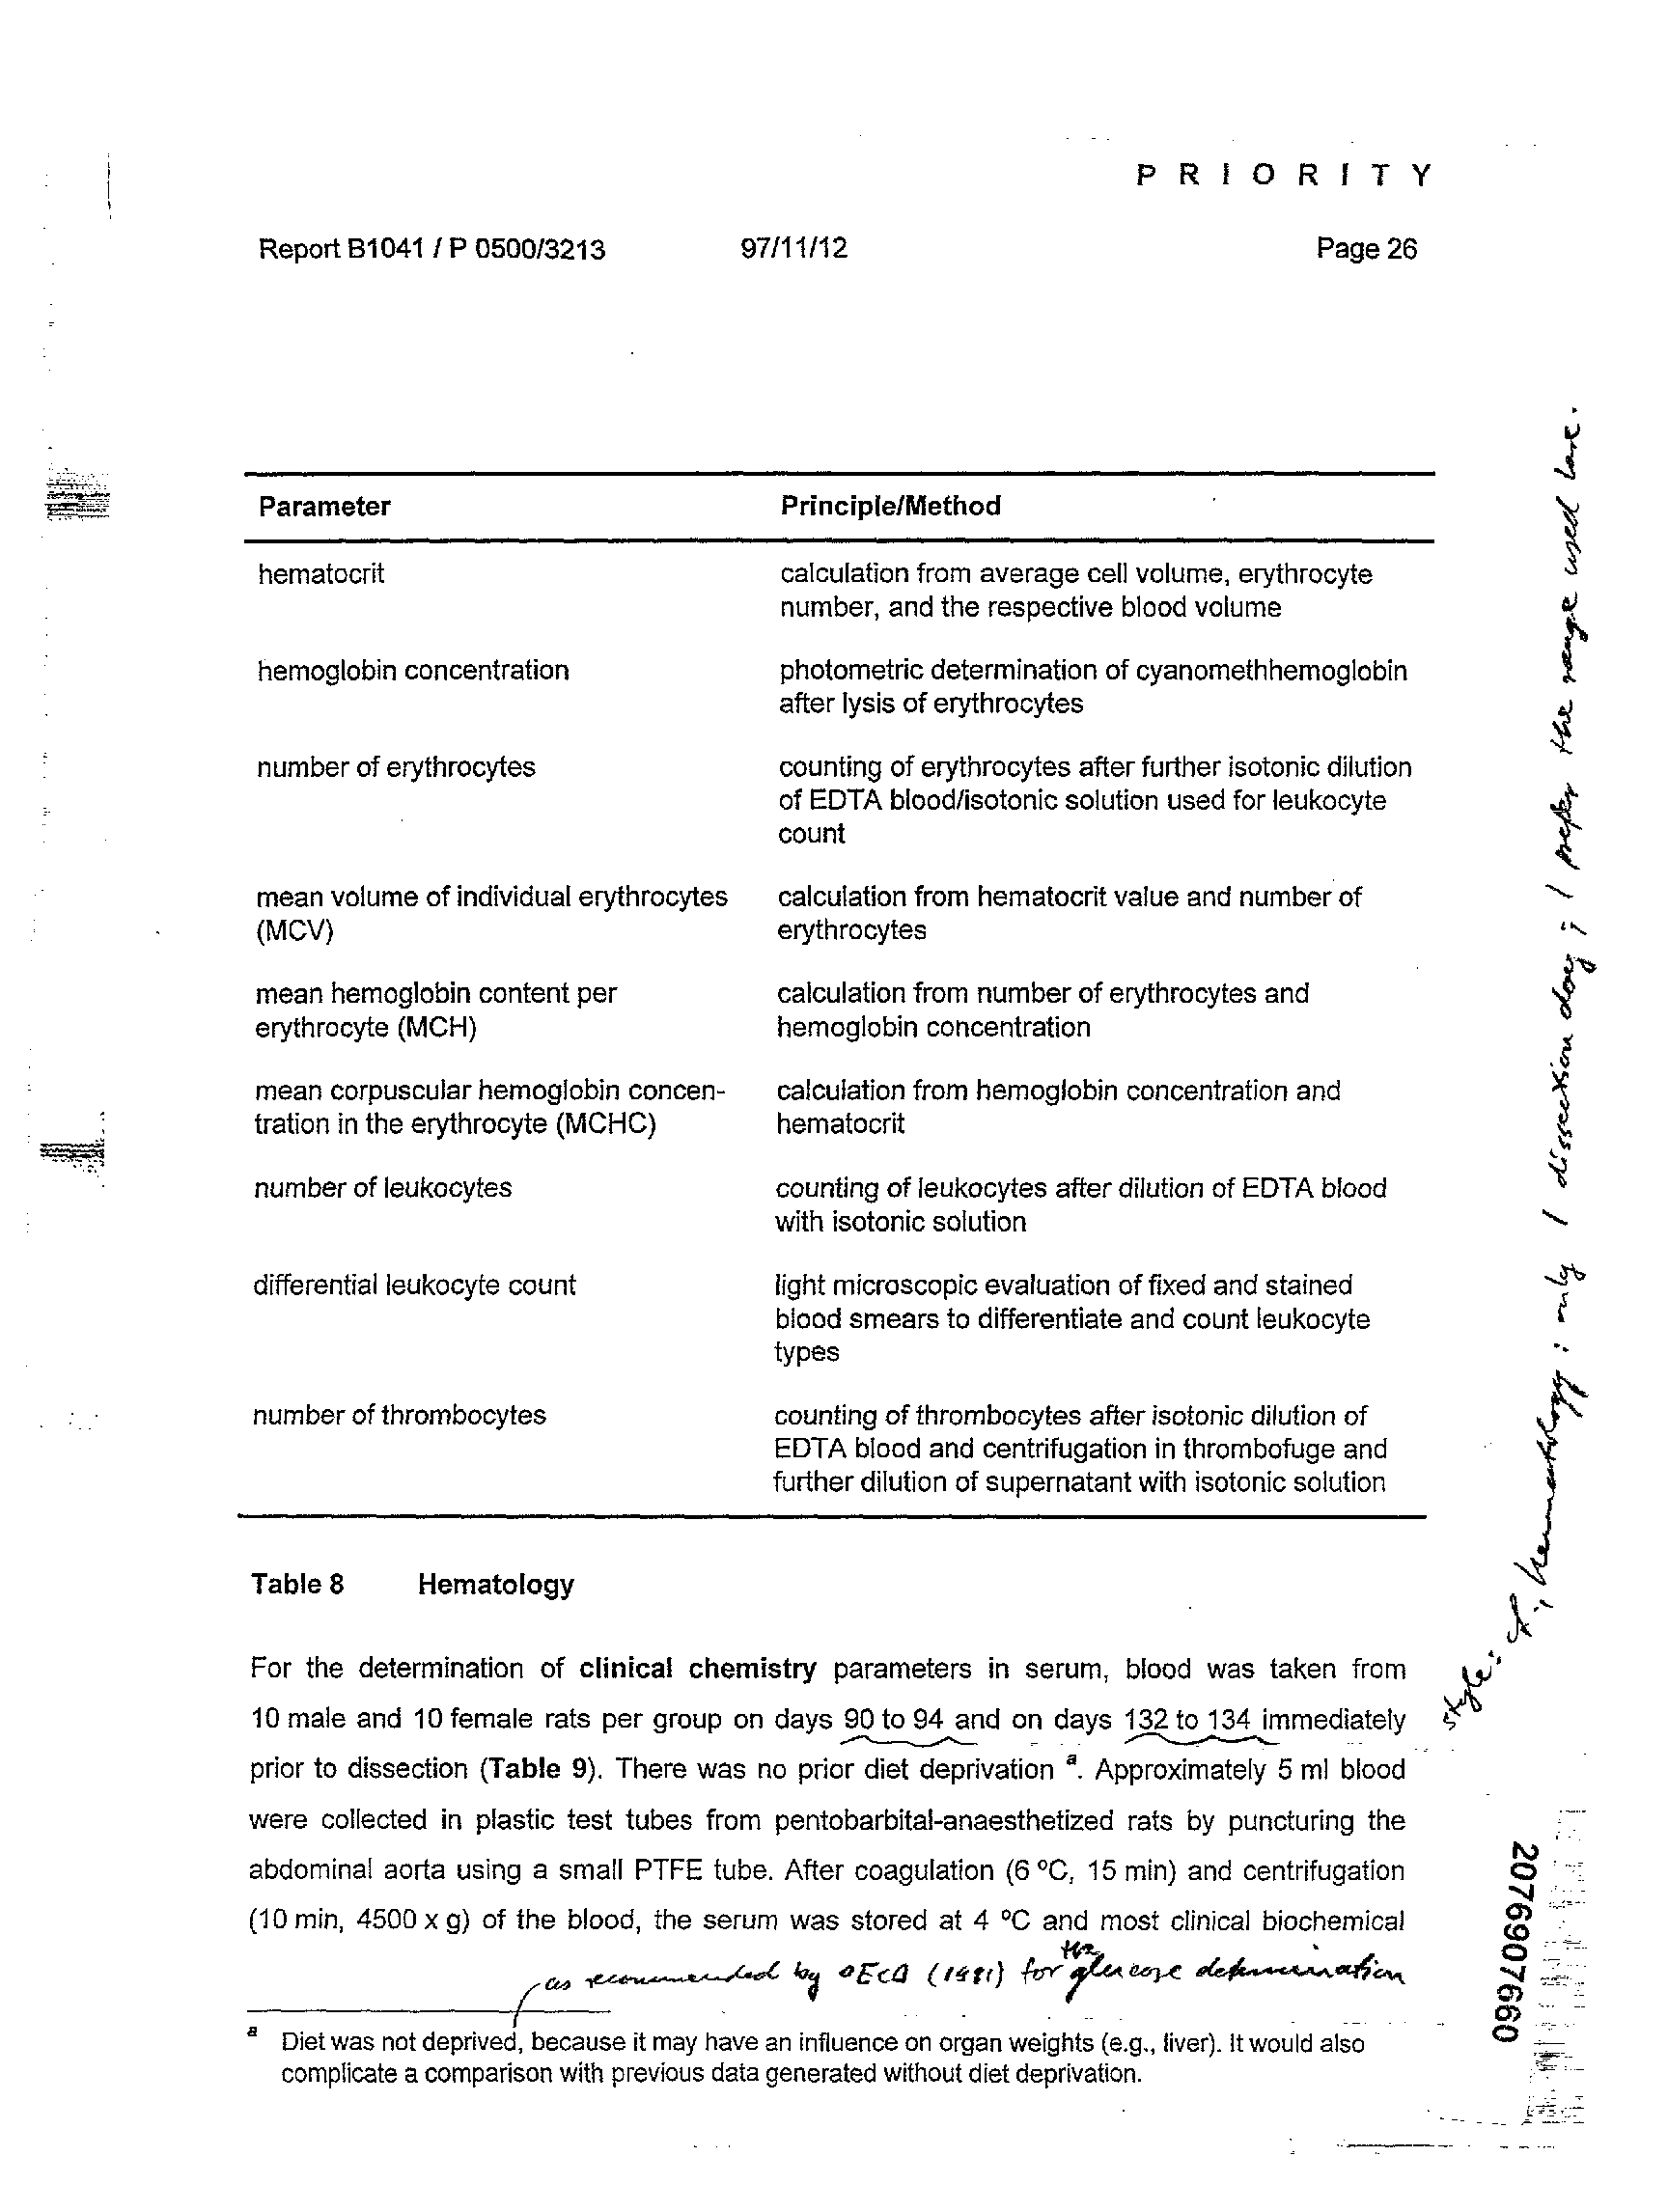 P R I O R I T Y
Report B1041 / P 0500/3213 97/11/12 Page 26
Parameter Principle/Method
hematocrit calculation from average cell volume, erythrocyte
number, and the respective blood volume
hemoglobin concentration photometric determination of cyanomethhemoglobin
after lysis of erythrocytes
number of erythrocytes counting of erythrocytes after further isotonic dilution
of EDTA blood/isotonic solution used for leukocyte
count
mean volume of individual erythrocytes calculation from hematocrit value and number of
(MCV) erythrocytes
mean hemoglobin content per calculation from number of erythrocytes and
erythrocyte (MCH) hemoglobin concentration
mean corpuscular hemoglobin concen- calculation from hemoglobin concentration and
tration in the erythrocyte (MCHC) hematocrit
number of leukocytes counting of leukocytes after dilution of EDTA blood
with isotonic solution
differential leukocyte count light microscopic evaluation of fixed and stained
blood smears to differentiate and count leukocyte
types
number of thrombocytes counting of thrombocytes after isotonic dilution of
EDTA blood and centrifugation in thrombofuge and
further dilution of supernatant with isotonic solution
Table 8 Hematology
For the determination of clinical chemistry parameters in serum, blood was taken from
10 male and 10 female rats per group on days 90 to 94 and on days 132 to 134 immediately
prior to dissection (Table 9). There was no prior diet deprivation a. Approximately 5 ml blood
were collected in plastic test tubes from pentobarbital-anaesthetized rats by puncturing the
abdominal aorta using a small PTFE tube. After coagulation (6 ºC, 15 min) and centrifugation
(10 min, 4500 x g) of the blood, the serum was stored at 4 ºC and most clinical biochemical
the
as recommended by OECD (1981) for glucose determination
a Diet was not deprived, because it may have an influence on organ weights (e.g., liver). It would also
complicate a comparison with previous data generated without diet deprivation.
style: cf. hematology: only 1 dissection day; I prefer the range used here.
2076907660